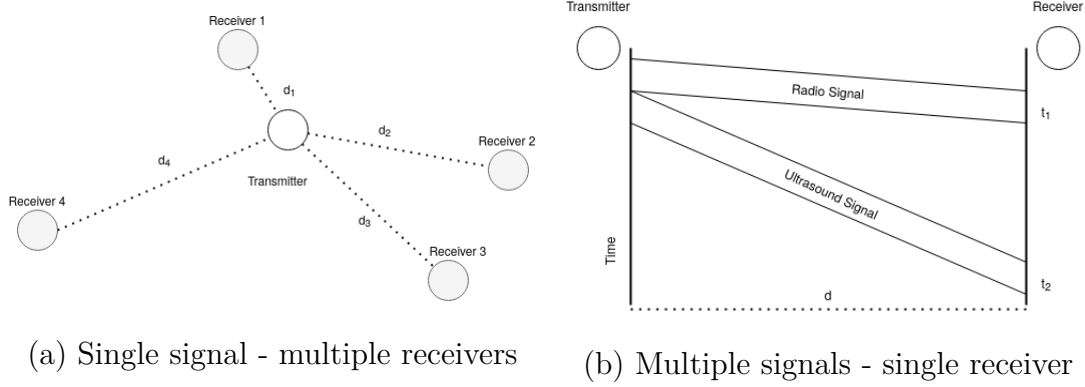 Receiver 1
d1
d2
Receiver 2
d4
Transmitter
Receiver 4
d3
Receiver 3
(a) Single signal - multiple receivers
Transmitter
Receiver
Radio Signal
t1
Ultrasound Signal
Time
t2
d
(b) Multiple signals - single receiver